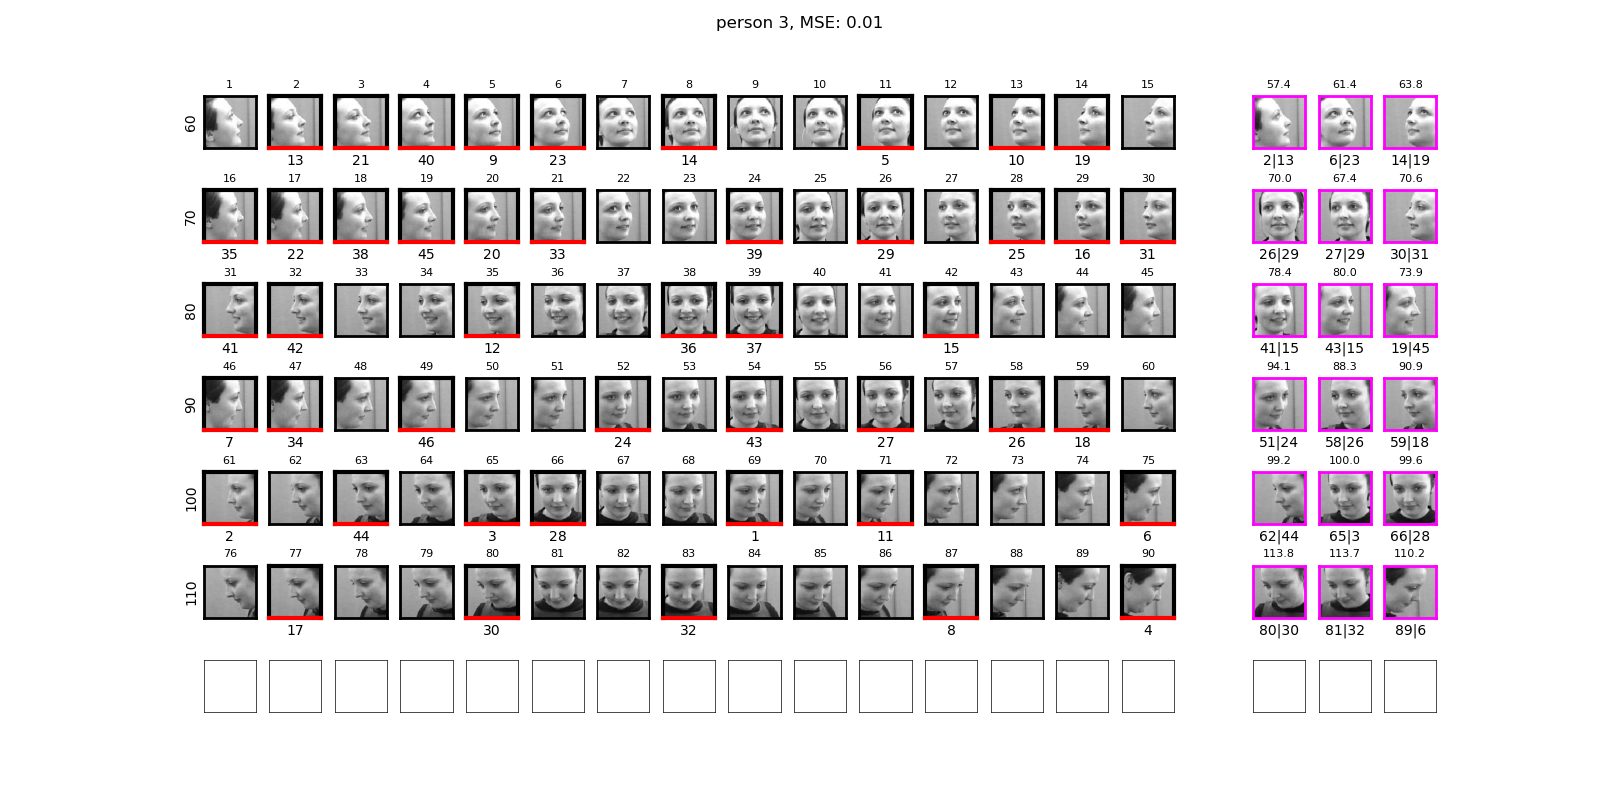 person 3, MSE: 0.01
1 2 3 4 5 6 7 8 9 10 11 12 13 14 15 57.4 61.4 63.8
60
13 21 40 9 23 14 5 10 19 2|13 6|23 14|19
16 17 18 19 20 21 22 23 24 25 26 27 28 29 30 70.0 67.4 70.6
70
35 22 38 45 20 33 39 29 25 16 31 26|29 27|29 30|31
31 32 33 34 35 36 37 38 39 40 41 42 43 44 45 78.4 80.0 73.9
80
41 42 12 36 37 15 41|15 43|15 19|45
46 47 48 49 50 51 52 53 54 55 56 57 58 59 60 94.1 88.3 90.9
90
7 34 46 24 43 27 26 18 51|24 58|26 59|18
61 62 63 64 65 66 67 68 69 70 71 72 73 74 75 99.2 100.0 99.6
100
2 44 3 28 1 11 6 62|44 65|3 66|28
76 77 78 79 80 81 82 83 84 85 86 87 88 89 90 113.8 113.7 110.2
110
17 30 32 8 4 80|30 81|32 89|6